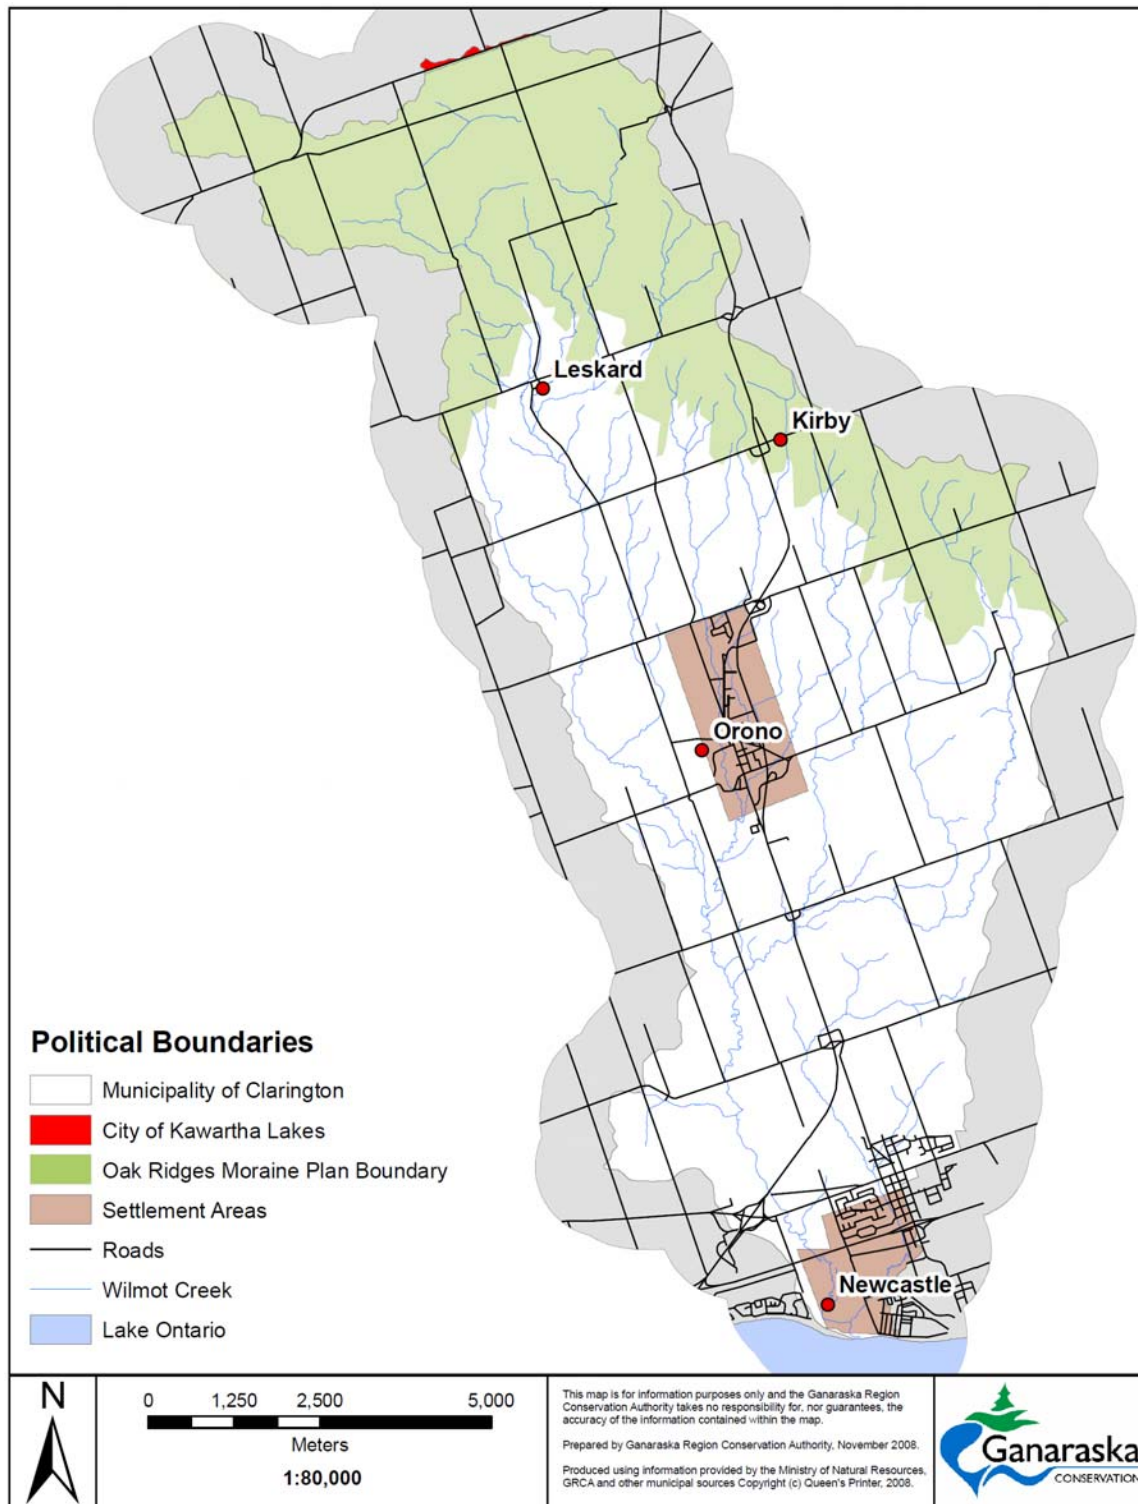 Leskard
Kirby
Orono
Newcastle
Political Boundaries
Municipality of Clarington
City of Kawartha Lakes
Oak Ridges Moraine Plan Boundary
Settlement Areas
Roads
Wilmot Creek
Lake Ontario
N
0 1,250 2,500 5,000
Meters
1:80,000
This map is for information purposes only and the Ganaraska Region
Conservation Authority takes no responsibility for, nor guarantees, the
accuracy of the information contained within the map.
Prepared by Ganaraska Region Conservation Authority, November 2008.
Produced using information provided by the Ministry of Natural Resources,
GRCA and other municipal sources Copyright (c) Queen's Printer, 2008.
Ganaraska
CONSERVATION